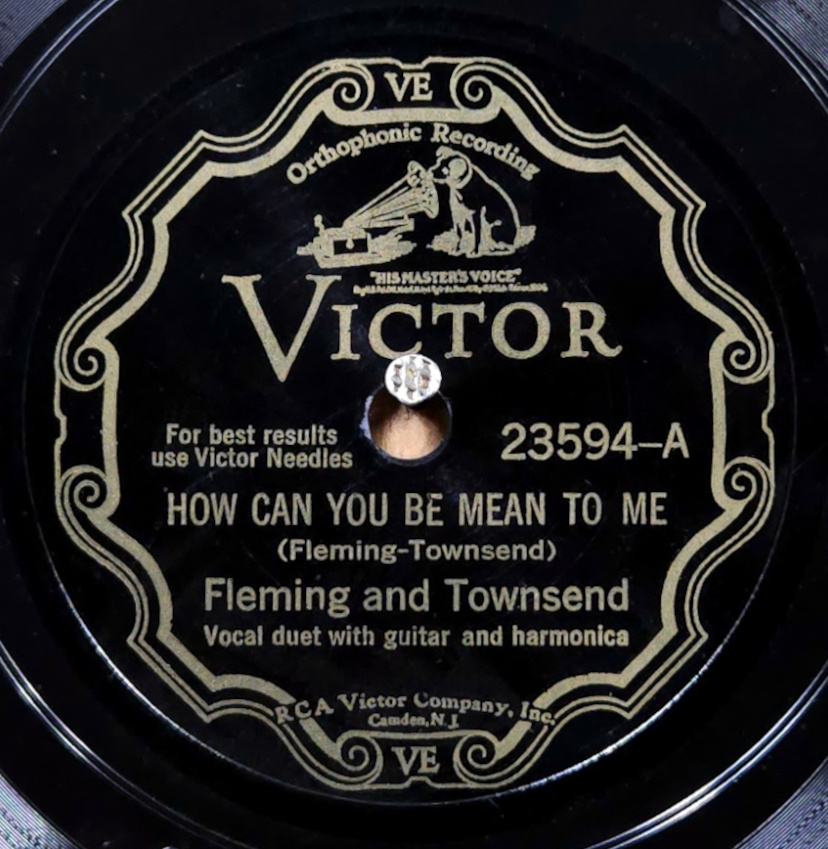 VE
Orthophonic Recording
"HIS MASTER'S VOICE"
VICTOR
For best results
use Victor Needles
23594-A
HOW CAN YOU BE MEAN TO ME
(Fleming-Townsend)
Fleming and Townsend
Vocal duet with guitar and harmonica
RCA Victor Company, Inc.
Camden, N.J.
VE